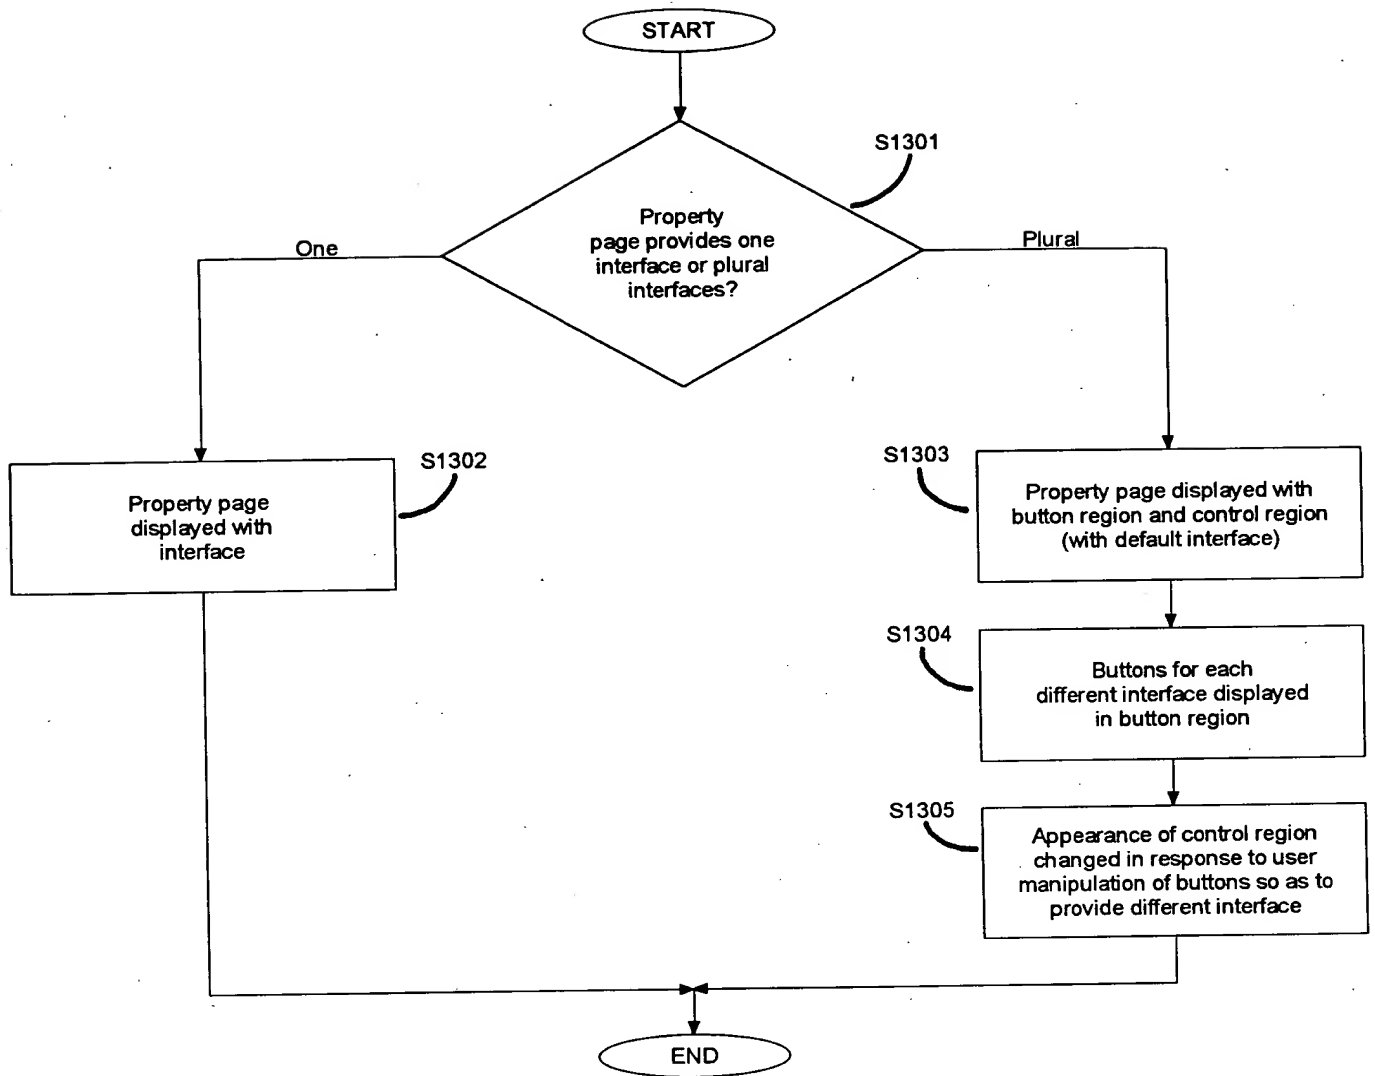 START
S1301
Property
page provides one
interface or plural
interfaces?
One
Plural
S1302
Property page
displayed with
interface
S1303
Property page displayed with
button region and control region
(with default interface)
S1304
Buttons for each
different interface displayed
in button region
S1305
Appearance of control region
changed in response to user
manipulation of buttons so as to
provide different interface
END